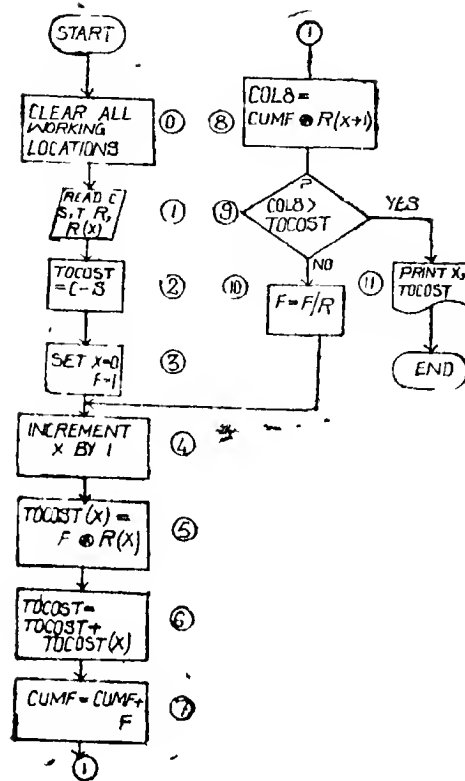 START
CLEAR ALL
WORKING
LOCATIONS
0
READ C
S, T R,
R(X)
1
TOCOST
= C-S
2
SET X=0
F=1
3
INCREMENT
X BY 1
4
TOCOST(X) =
F ⊗ R(X)
5
TOCOST=
TOCOST+
TOCOST(X)
6
CUMF = CUMF+
F
7
1
1
COL8 =
CUMF ⊗ R(X+1)
8
?
COL8 >
TOCOST
9
YES
NO
F=F/R
10
PRINT X,
TOCOST
11
END